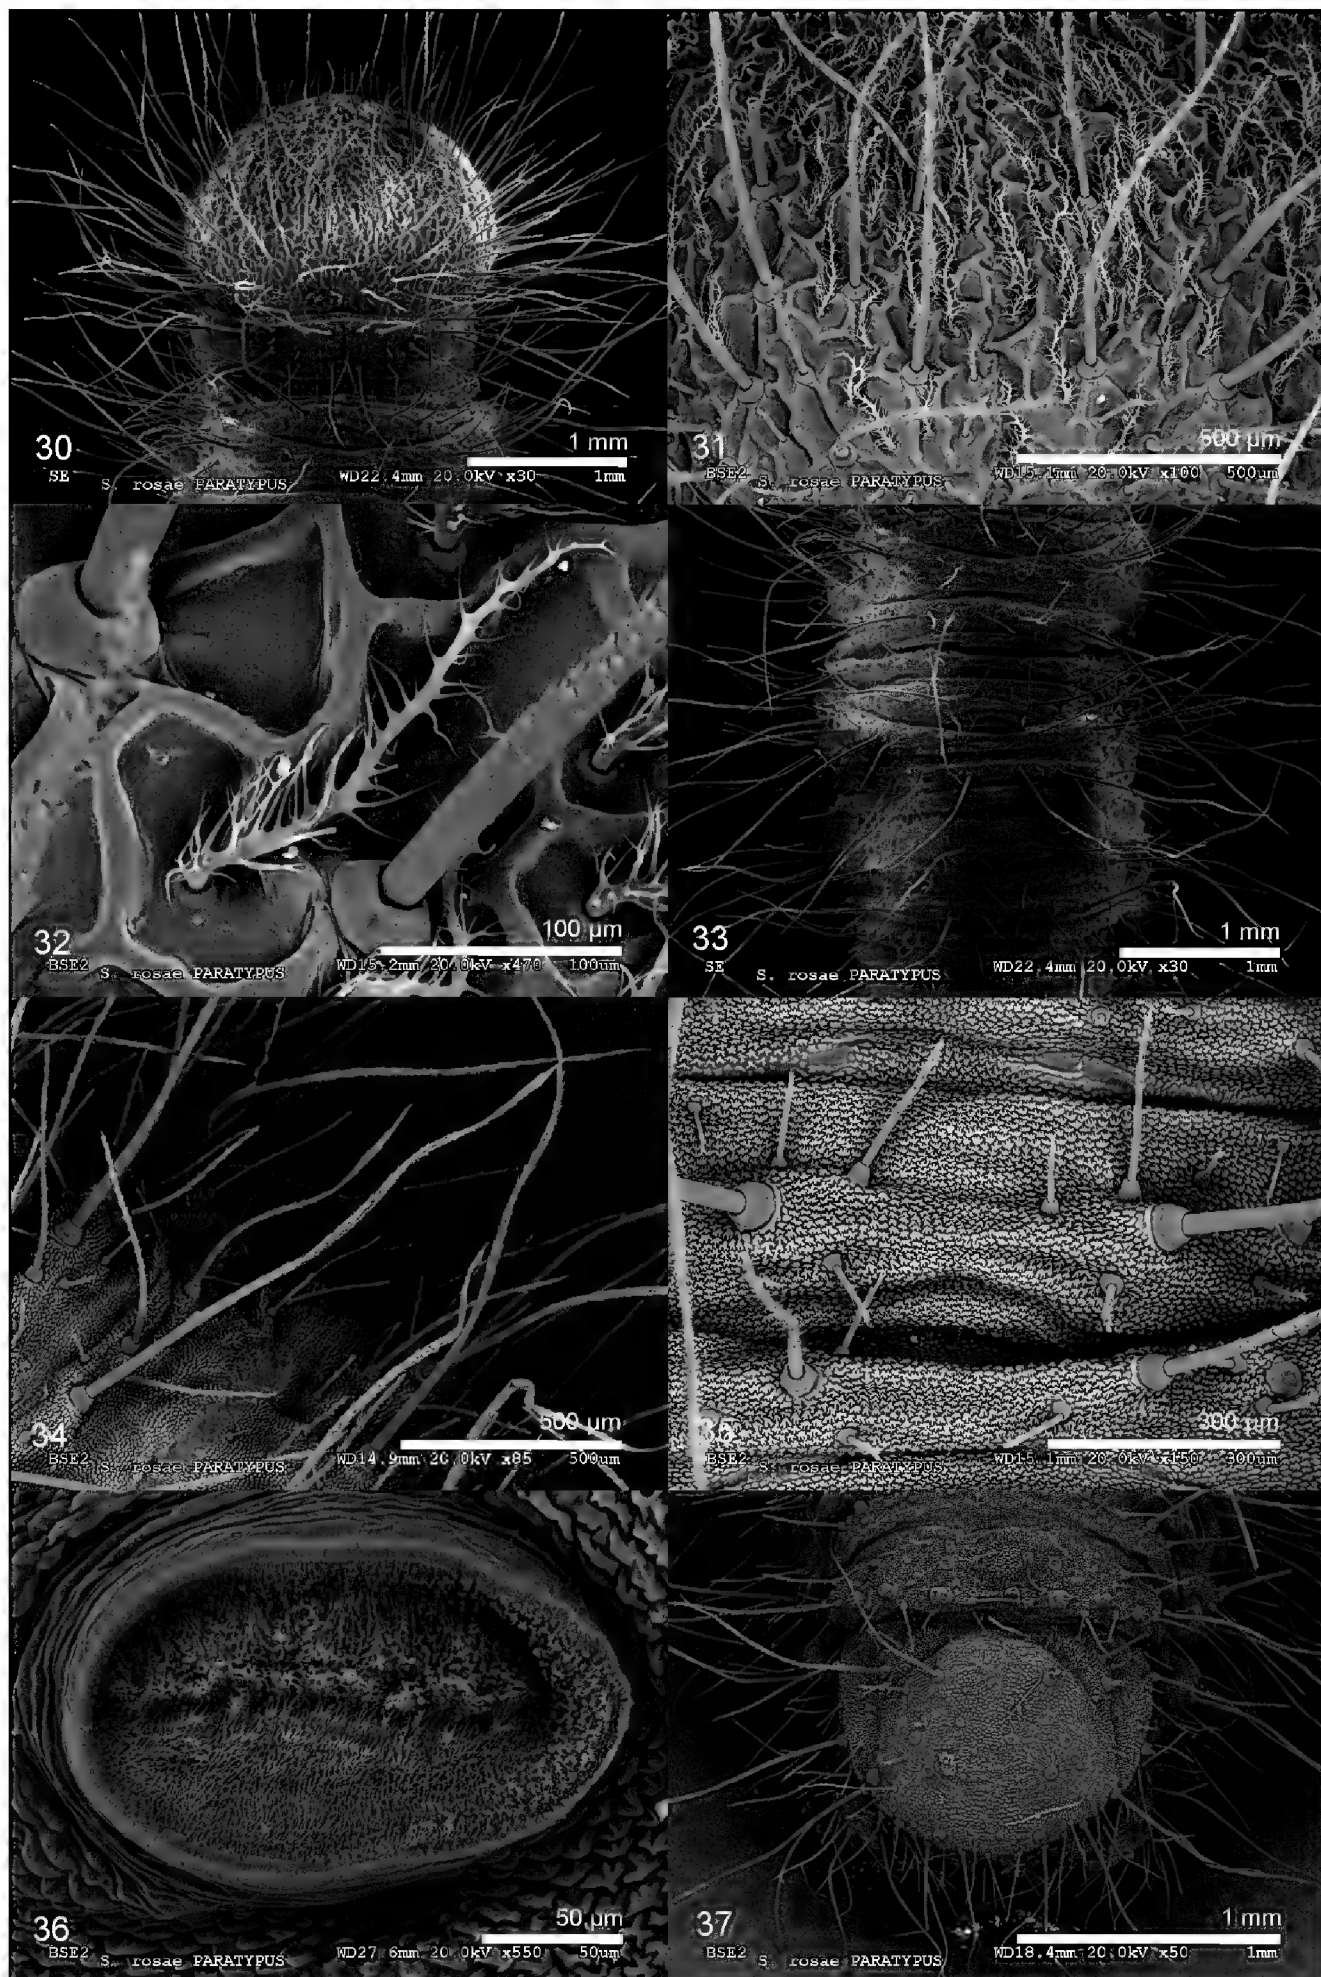 30
1 mm
SE S. rosae PARATYPUS WD22.4mm 20.0kV x30 1mm
31
500 µm
BSE2 S. rosae PARATYPUS WD15.1mm 20.0kV x100 500um
32
100 µm
BSE2 S. rosae PARATYPUS WD15.2mm 20.0kV x470 100um
33
1 mm
SE S. rosae PARATYPUS WD22.4mm 20.0kV x30 1mm
34
500 µm
BSE2 S. rosae PARATYPUS WD14.9mm 20.0kV x85 500um
35
300 µm
BSE2 S. rosae PARATYPUS WD15.1mm 20.0kV x150 300um
36
50 µm
BSE2 S. rosae PARATYPUS WD27.6mm 20.0kV x550 50um
37
1 mm
BSE2 S. rosae PARATYPUS WD18.4mm 20.0kV x50 1mm